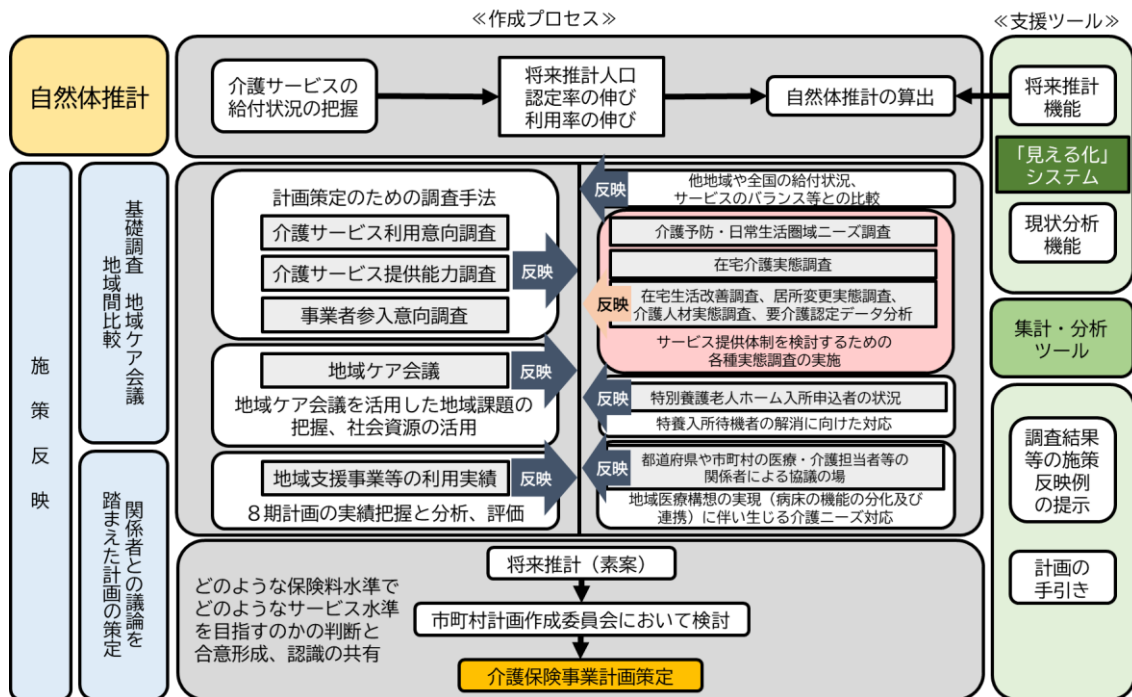 ≪作成プロセス≫
≪支援ツール≫
自然体推計
介護サービスの
給付状況の把握
将来推計人口
認定率の伸び
利用率の伸び
自然体推計の算出
将来推計
機能
「見える化」
システム
現状分析
機能
集計・分析
ツール
調査結果
等の施策
反映例
の提示
計画の
手引き
施策反映
基礎調査 地域ケア会議
地域間比較
関係者との議論を
踏まえた計画の策定
計画策定のための調査手法
介護サービス利用意向調査
介護サービス提供能力調査
事業者参入意向調査
反映
地域ケア会議
反映
地域ケア会議を活用した地域課題の
把握、社会資源の活用
地域支援事業等の利用実績
反映
8期計画の実績把握と分析、評価
反映
他地域や全国の給付状況、
サービスのバランス等との比較
介護予防・日常生活圏域ニーズ調査
在宅介護実態調査
反映
在宅生活改善調査、居所変更実態調査、
介護人材実態調査、要介護認定データ分析
サービス提供体制を検討するための
各種実態調査の実施
反映
特別養護老人ホーム入所申込者の状況
特養入所待機者の解消に向けた対応
反映
都道府県や市町村の医療・介護担当者等の
関係者による協議の場
地域医療構想の実現（病床の機能の分化及び
連携）に伴い生じる介護ニーズ対応
どのような保険料水準で
どのようなサービス水準
を目指すのかの判断と
合意形成、認識の共有
将来推計（素案）
市町村計画作成委員会において検討
介護保険事業計画策定